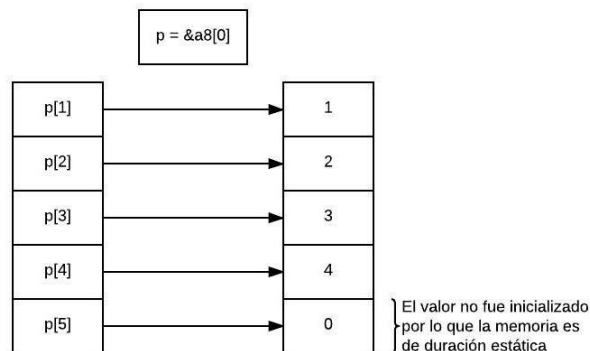 p = &a8[0]
p[1] 1
p[2] 2
p[3] 3
p[4] 4
p[5] 0
El valor no fue inicializado
por lo que la memoria es
de duración estática